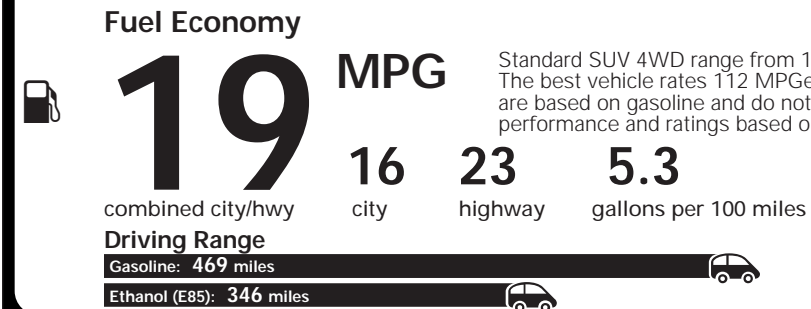 Fuel Economy
19 MPG
Standard SUV 4WD range from 1
The best vehicle rates 112 MPGe
are based on gasoline and do not
performance and ratings based o
16 23 5.3
combined city/hwy city highway gallons per 100 miles
Driving Range
Gasoline: 469 miles
Ethanol (E85): 346 miles